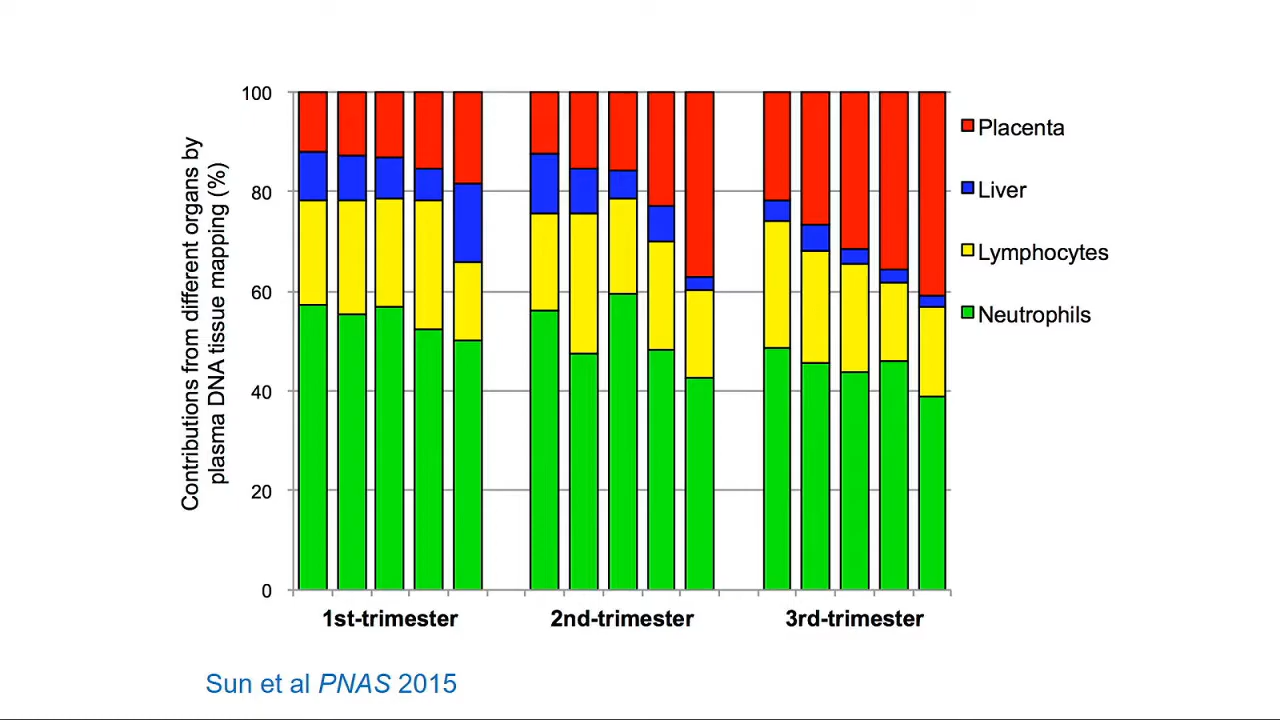 Contributions from different organs by
plasma DNA tissue mapping (%)
100
80
60
40
20
0
1st-trimester
2nd-trimester
3rd-trimester
Placenta
Liver
Lymphocytes
Neutrophils
Sun et al PNAS 2015